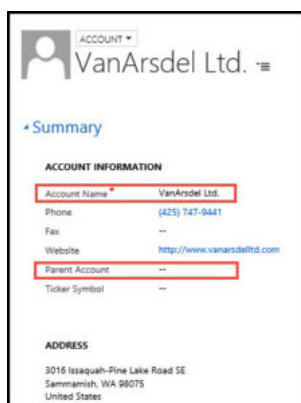 ACCOUNT
VanArsdel Ltd.
Summary
ACCOUNT INFORMATION
Account Name* VanArsdel Ltd.
Phone (425) 747-9441
Fax --
Website http://www.vanarsdelltd.com
Parent Account --
Ticker Symbol --
ADDRESS
3016 Issaquah-Pine Lake Road SE
Sammamish, WA 98075
United States